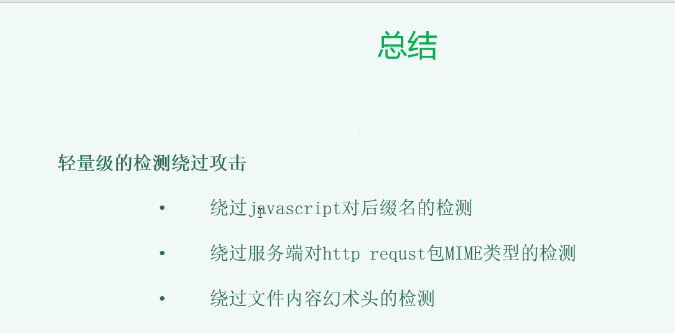 总结
轻量级的检测绕过攻击
• 绕过javascript对后缀名的检测
• 绕过服务端对http requst包MIME类型的检测
• 绕过文件内容幻术头的检测